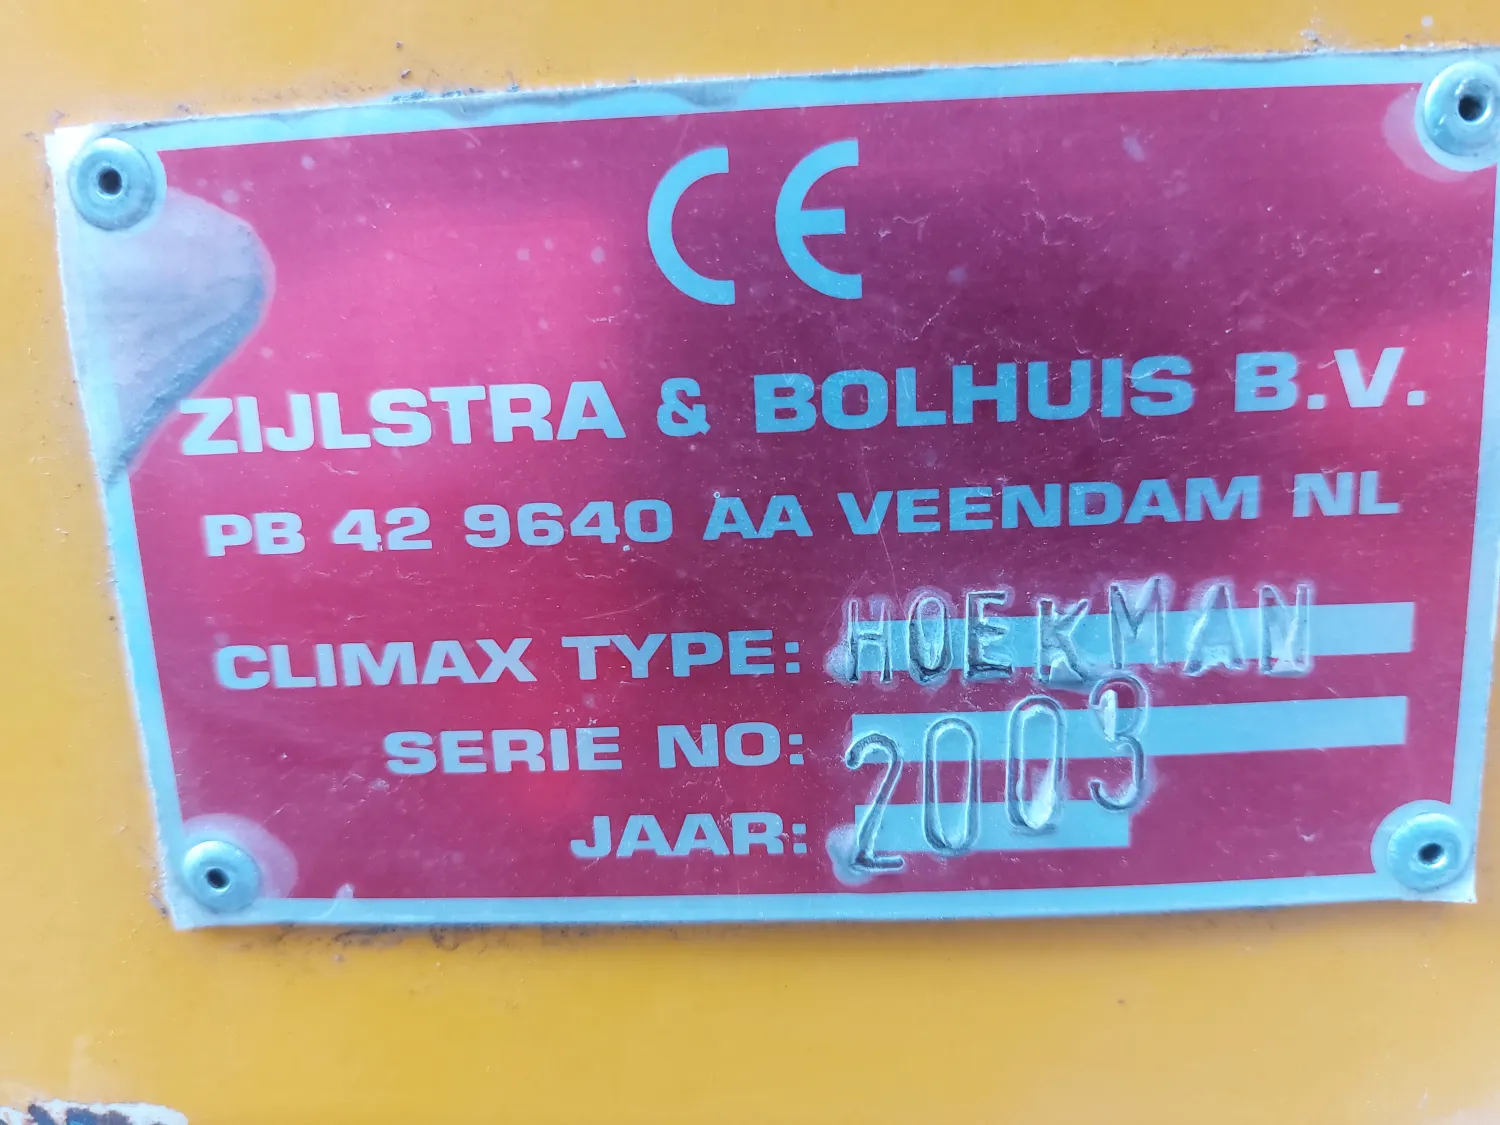 CE
ZIJLSTRA & BOLHUIS B.V.
PB 42 9640 AA VEENDAM NL
CLIMAX TYPE: HOEKMAN
SERIE NO:
JAAR: 2003